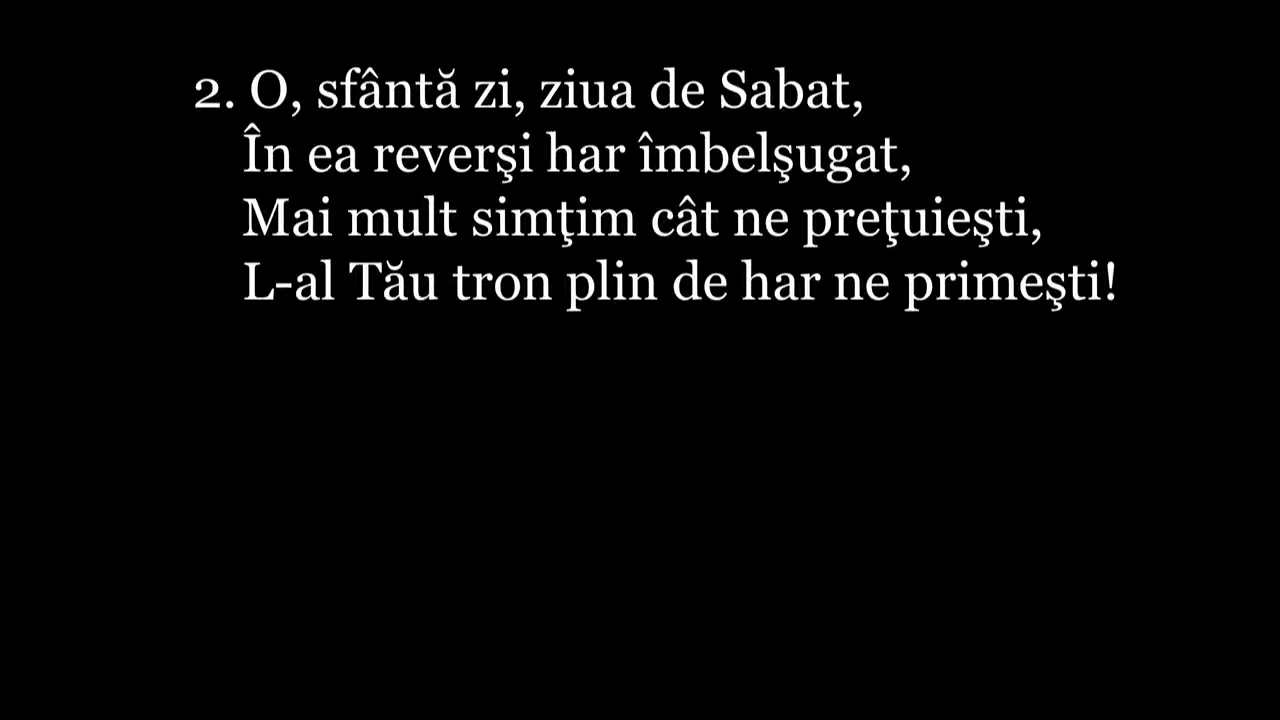 2. O, sfântă zi, ziua de Sabat,
În ea reverşi har îmbelşugat,
Mai mult simţim cât ne preţuieşti,
L-al Tău tron plin de har ne primeşti!